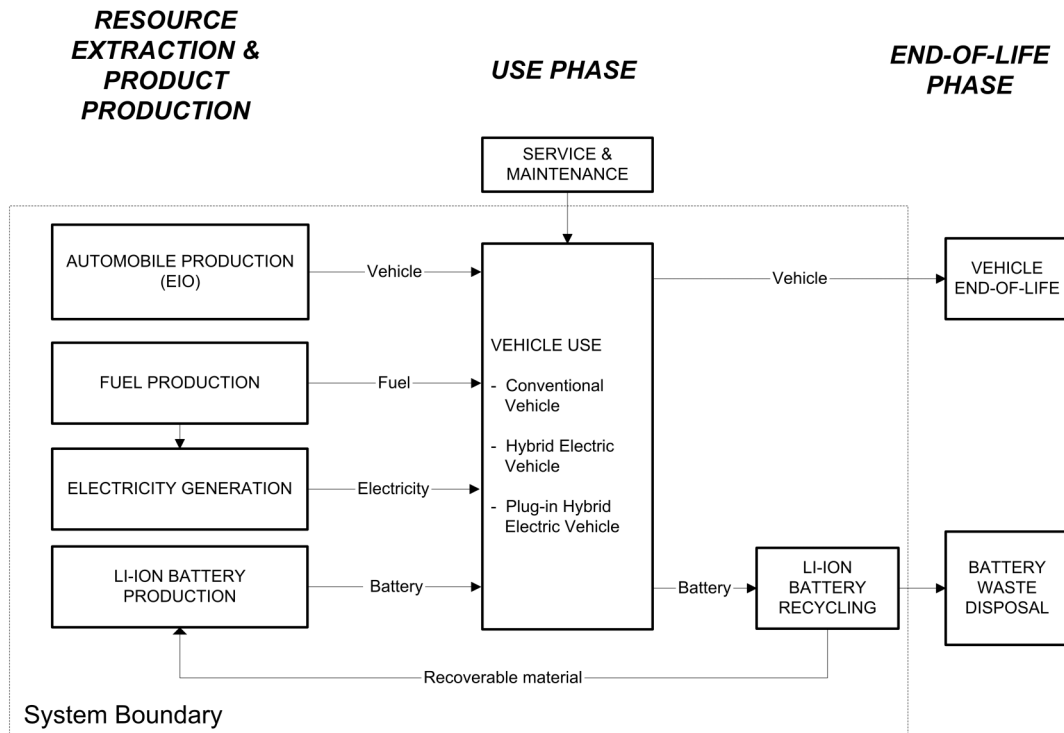 RESOURCE
EXTRACTION &
PRODUCT
PRODUCTION
USE PHASE
END-OF-LIFE
PHASE
SERVICE &
MAINTENANCE
AUTOMOBILE PRODUCTION
(EIO)
Vehicle
Vehicle
VEHICLE
END-OF-LIFE
FUEL PRODUCTION
Fuel
VEHICLE USE
- Conventional
Vehicle
- Hybrid Electric
Vehicle
- Plug-in Hybrid
Electric Vehicle
ELECTRICITY GENERATION
Electricity
LI-ION BATTERY
PRODUCTION
Battery
Battery
LI-ION
BATTERY
RECYCLING
BATTERY
WASTE
DISPOSAL
Recoverable material
System Boundary